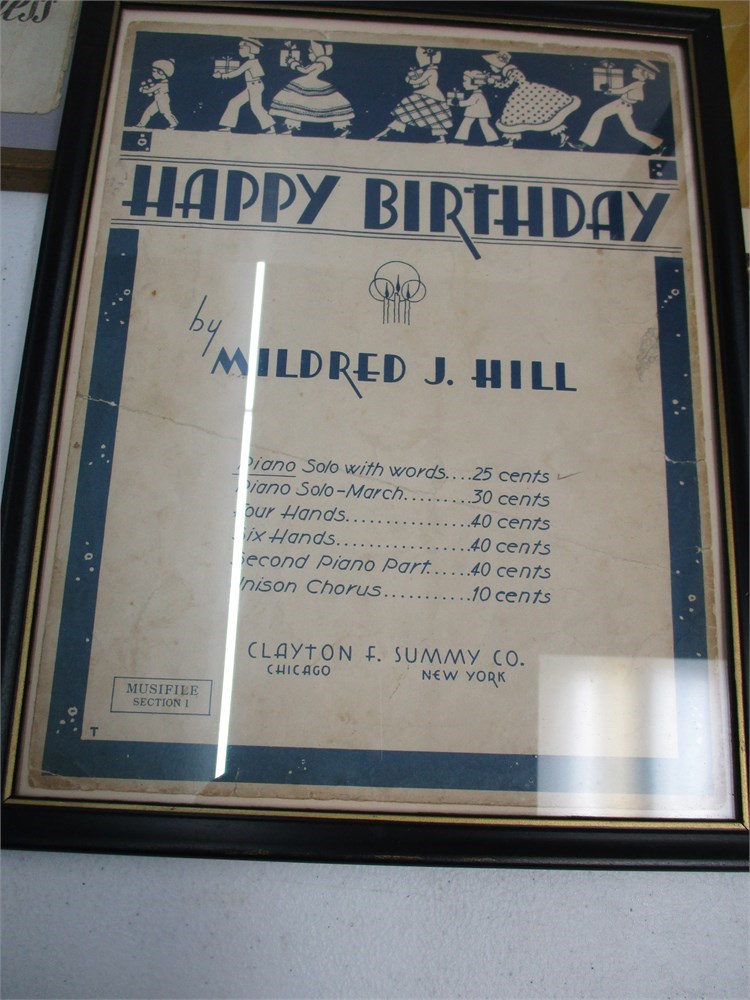 ess
HAPPY BIRTHDAY
by
MILDRED J. HILL
Piano Solo with words....25 cents
Piano Solo-March.........30 cents
Four Hands................40 cents
Six Hands.................40 cents
Second Piano Part......40 cents
Unison Chorus...........10 cents
CLAYTON F. SUMMY CO.
CHICAGO NEW YORK
MUSIFILE
SECTION 1
T